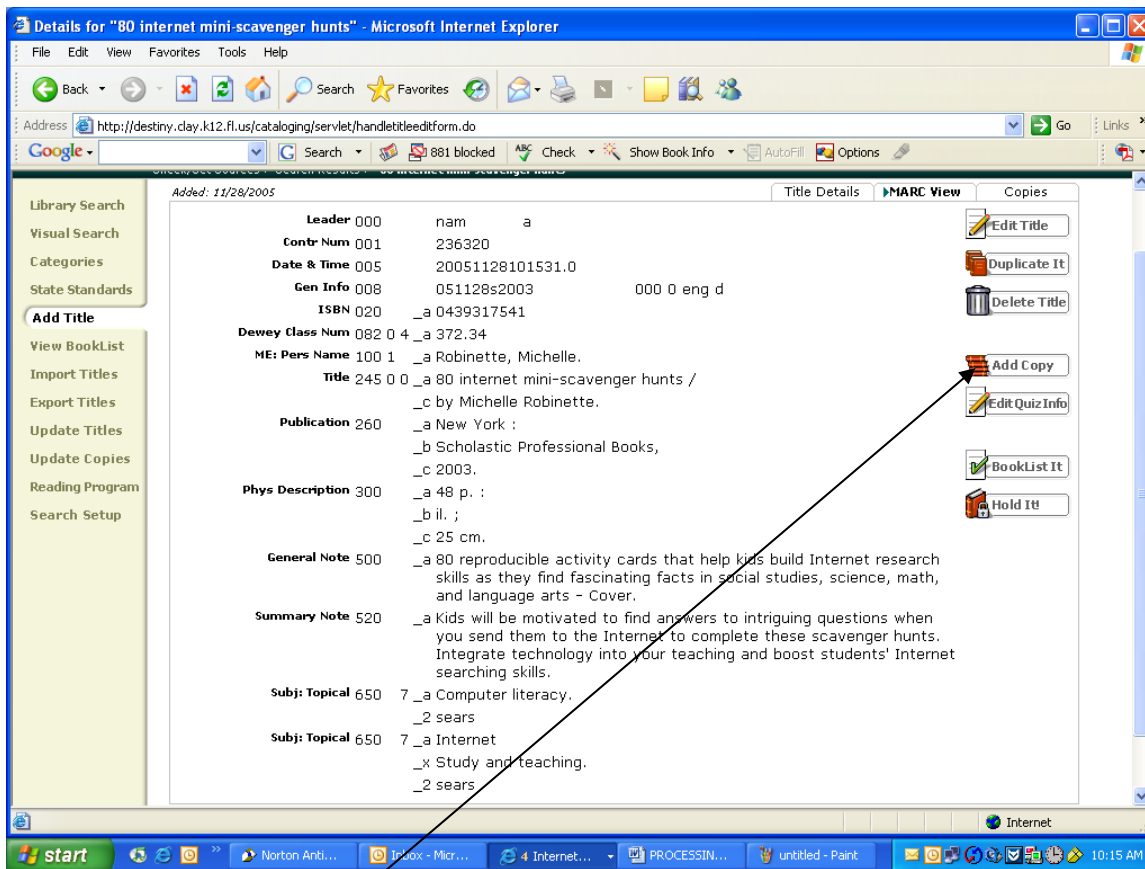 Details for "80 internet mini-scavenger hunts" - Microsoft Internet Explorer
File Edit View Favorites Tools Help
Back Search Favorites
Address http://destiny.clay.k12.fl.us/cataloging/servlet/handletitleeditform.do Go Links
Google Search 881 blocked Check Show Book Info AutoFill Options
Added: 11/28/2005 Title Details MARC View Copies
Library Search
Visual Search
Categories
State Standards
Add Title
View BookList
Import Titles
Export Titles
Update Titles
Update Copies
Reading Program
Search Setup
Leader 000 nam a
Contr Num 001 236320
Date & Time 005 20051128101531.0
Gen Info 008 051128s2003 000 0 eng d
ISBN 020 _a 0439317541
Dewey Class Num 082 0 4 _a 372.34
ME: Pers Name 100 1 _a Robinette, Michelle.
Title 245 0 0 _a 80 internet mini-scavenger hunts /
_c by Michelle Robinette.
Publication 260 _a New York :
_b Scholastic Professional Books,
_c 2003.
Phys Description 300 _a 48 p. :
_b il. ;
_c 25 cm.
General Note 500 _a 80 reproducible activity cards that help kids build Internet research
skills as they find fascinating facts in social studies, science, math,
and language arts - Cover.
Summary Note 520 _a Kids will be motivated to find answers to intriguing questions when
you send them to the Internet to complete these scavenger hunts.
Integrate technology into your teaching and boost students' Internet
searching skills.
Subj: Topical 650 7 _a Computer literacy.
_2 sears
Subj: Topical 650 7 _a Internet
_x Study and teaching.
_2 sears
Edit Title
Duplicate It
Delete Title
Add Copy
Edit Quiz Info
BookList It
Hold It!
Internet
start Norton Anti... Inbox - Micr... 4 Internet... PROCESSIN... untitled - Paint 10:15 AM